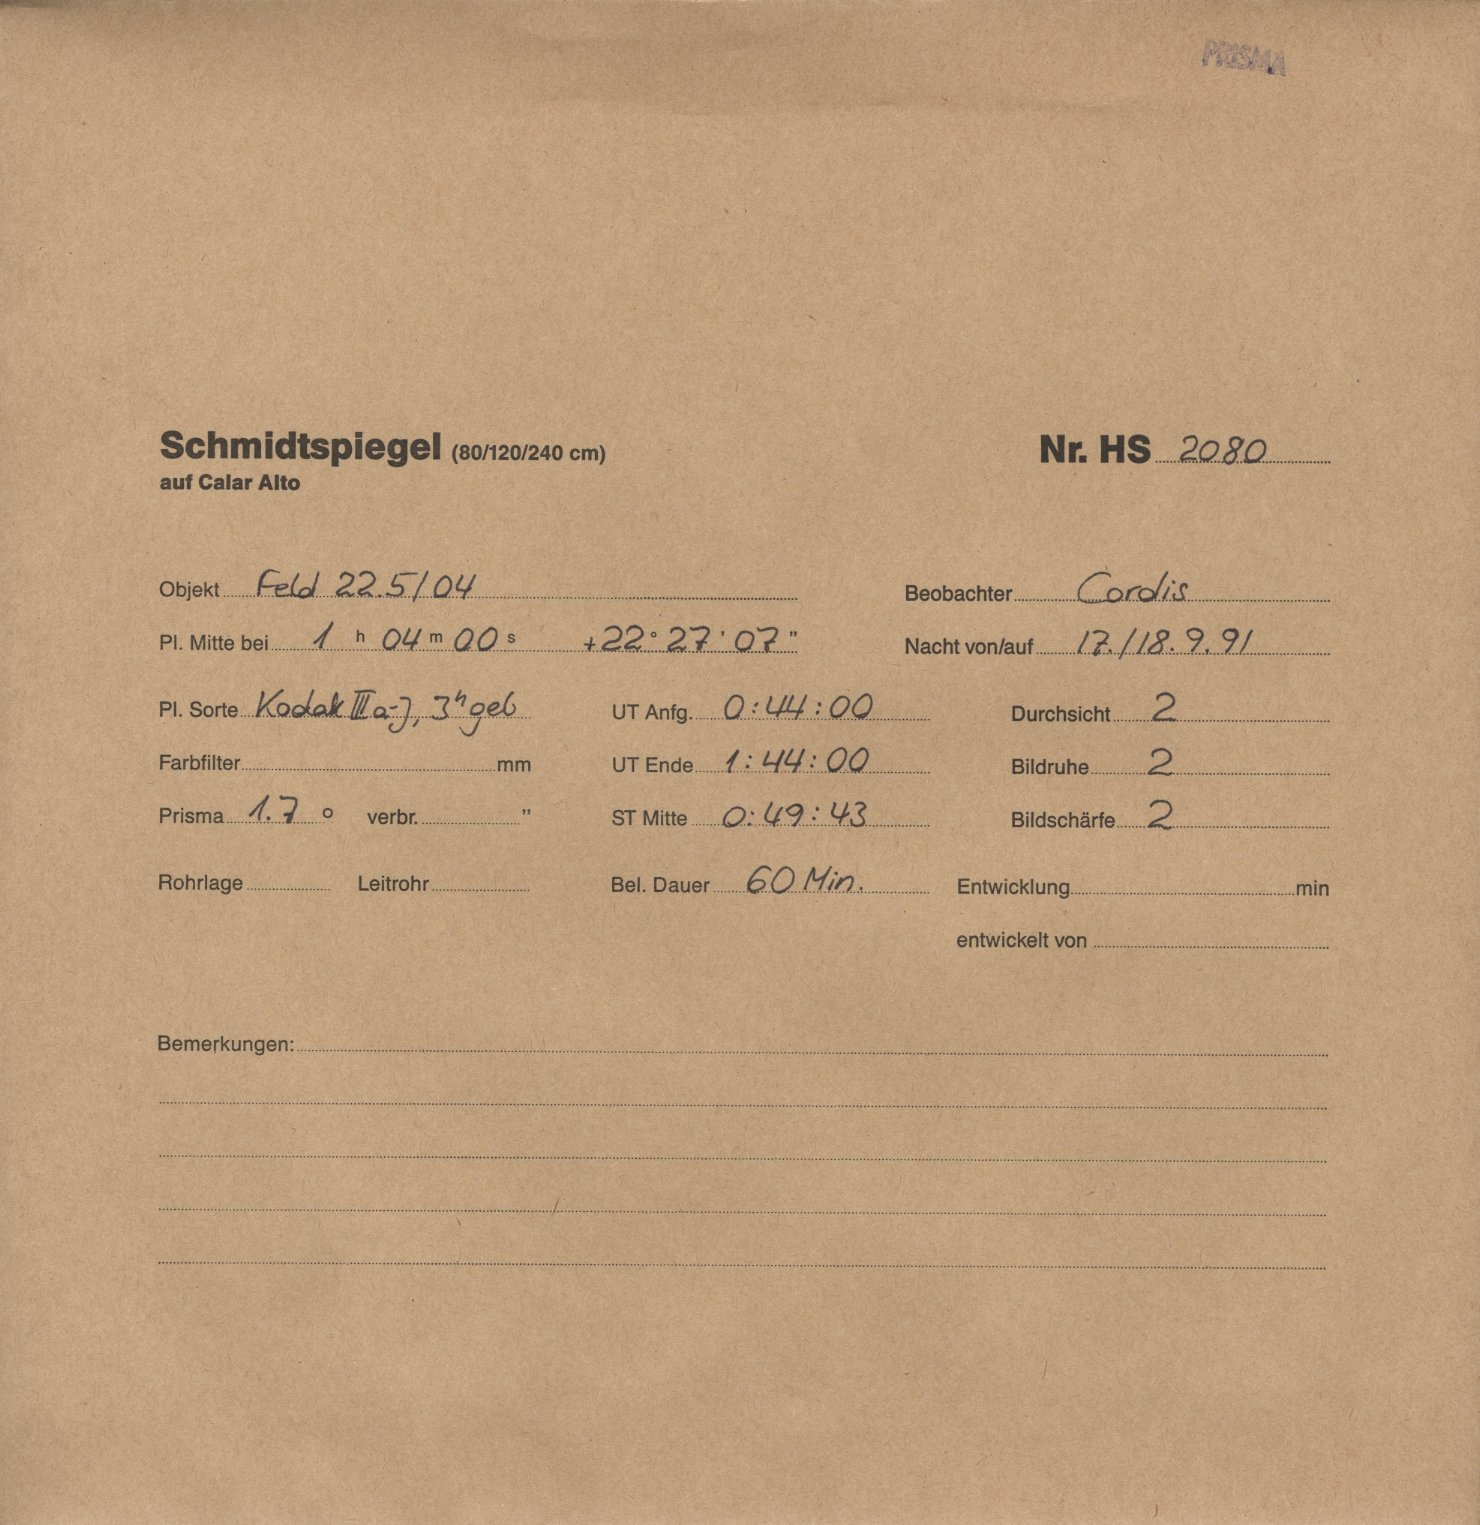 PRISMA
Schmidtspiegel (80/120/240 cm)
auf Calar Alto
Nr. HS 2080
Objekt Feld 22.5/04
Beobachter Cordis
Pl. Mitte bei 1 h 04 m 00 s +22° 27' 07"
Nacht von/auf 17./18.9.91
Pl. Sorte Kodak IIIa-J, 3h geb
UT Anfg. 0:44:00
Durchsicht 2
Farbfilter mm
UT Ende 1:44:00
Bildruhe 2
Prisma 1.7 ° verbr. "
ST Mitte 0:49:43
Bildschärfe 2
Rohrlage Leitrohr
Bel. Dauer 60 Min.
Entwicklung min
entwickelt von
Bemerkungen: